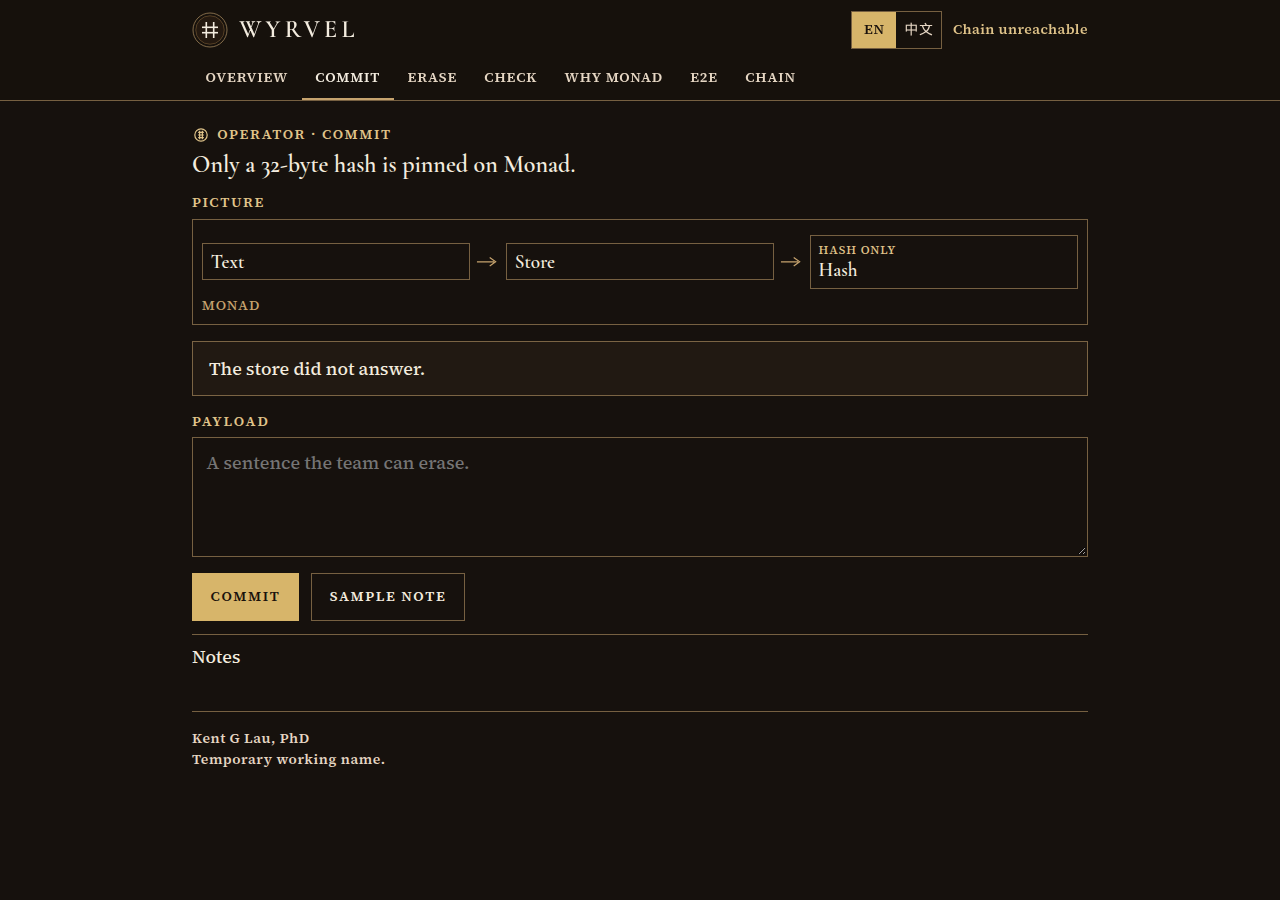 WYRVEL
EN 中文 Chain unreachable
OVERVIEW COMMIT ERASE CHECK WHY MONAD E2E CHAIN
OPERATOR · COMMIT
Only a 32-byte hash is pinned on Monad.
PICTURE
Text → Store → HASH ONLY
Hash
MONAD
The store did not answer.
PAYLOAD
A sentence the team can erase.
COMMIT SAMPLE NOTE
Notes
Kent G Lau, PhD
Temporary working name.